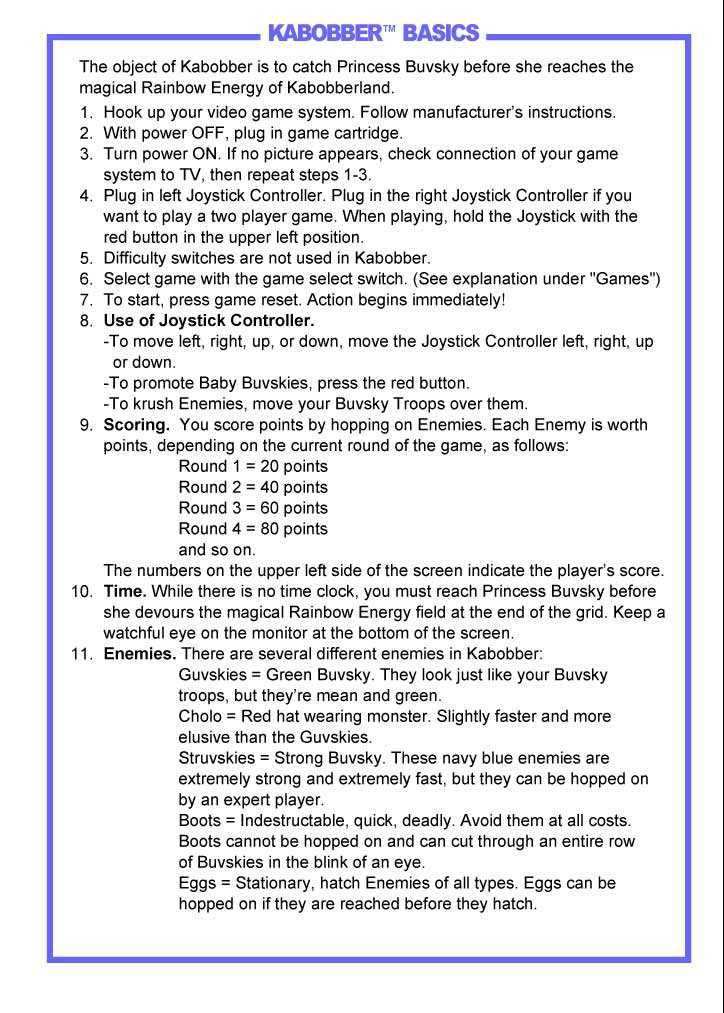 KABOBBER™ BASICS
The object of Kabobber is to catch Princess Buvsky before she reaches the
magical Rainbow Energy of Kabobberland.
1. Hook up your video game system. Follow manufacturer's instructions.
2. With power OFF, plug in game cartridge.
3. Turn power ON. If no picture appears, check connection of your game
system to TV, then repeat steps 1-3.
4. Plug in left Joystick Controller. Plug in the right Joystick Controller if you
want to play a two player game. When playing, hold the Joystick with the
red button in the upper left position.
5. Difficulty switches are not used in Kabobber.
6. Select game with the game select switch. (See explanation under "Games")
7. To start, press game reset. Action begins immediately!
8. Use of Joystick Controller.
-To move left, right, up, or down, move the Joystick Controller left, right, up
or down.
-To promote Baby Buvskies, press the red button.
-To krush Enemies, move your Buvsky Troops over them.
9. Scoring. You score points by hopping on Enemies. Each Enemy is worth
points, depending on the current round of the game, as follows:
Round 1 = 20 points
Round 2 = 40 points
Round 3 = 60 points
Round 4 = 80 points
and so on.
The numbers on the upper left side of the screen indicate the player's score.
10. Time. While there is no time clock, you must reach Princess Buvsky before
she devours the magical Rainbow Energy field at the end of the grid. Keep a
watchful eye on the monitor at the bottom of the screen.
11. Enemies. There are several different enemies in Kabobber:
Guvskies = Green Buvsky. They look just like your Buvsky
troops, but they're mean and green.
Cholo = Red hat wearing monster. Slightly faster and more
elusive than the Guvskies.
Struvskies = Strong Buvsky. These navy blue enemies are
extremely strong and extremely fast, but they can be hopped on
by an expert player.
Boots = Indestructable, quick, deadly. Avoid them at all costs.
Boots cannot be hopped on and can cut through an entire row
of Buvskies in the blink of an eye.
Eggs = Stationary, hatch Enemies of all types. Eggs can be
hopped on if they are reached before they hatch.